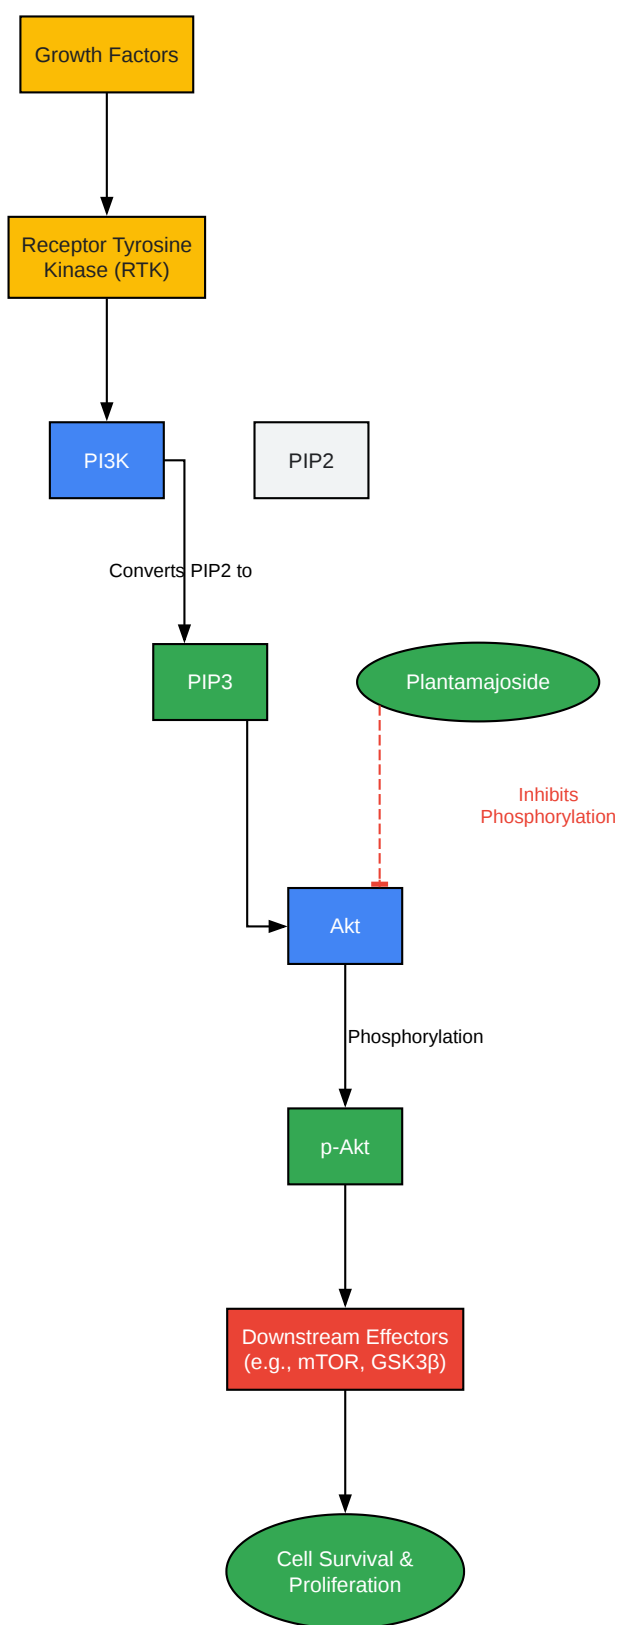 Growth Factors
Receptor Tyrosine
Kinase (RTK)
PI3K
PIP2
Converts PIP2 to
PIP3
Plantamajoside
Inhibits
Phosphorylation
Akt
Phosphorylation
p-Akt
Downstream Effectors
(e.g., mTOR, GSK3β)
Cell Survival &
Proliferation